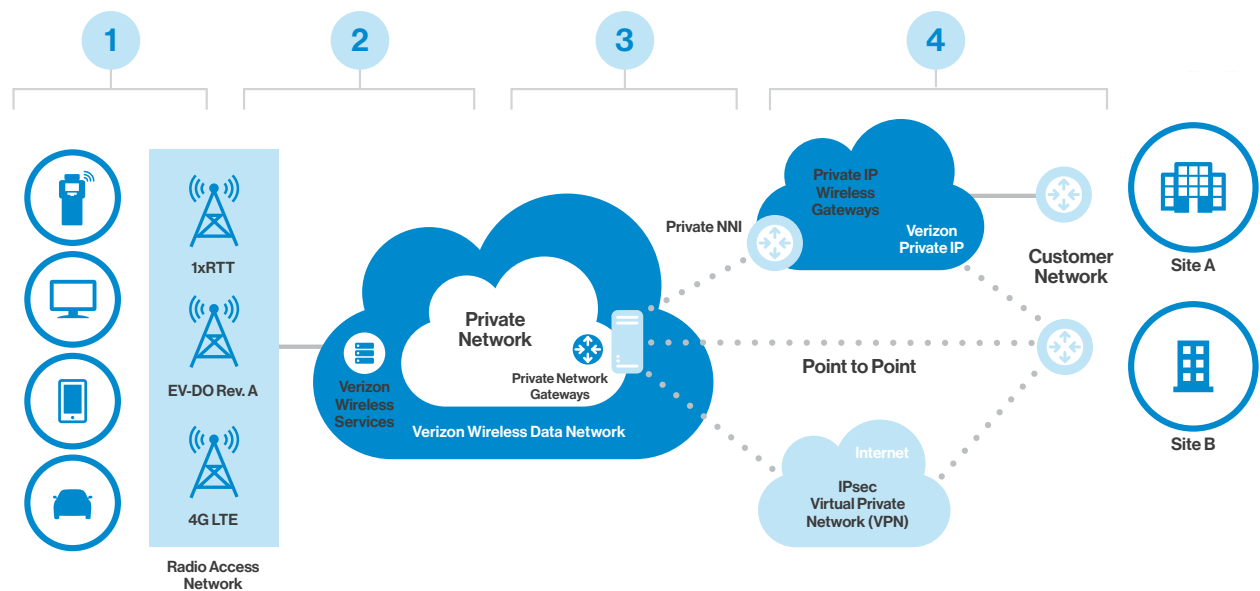 1
2
3
4
1xRTT
EV-DO Rev. A
4G LTE
Radio Access
Network
Verizon
Wireless
Services
Private
Network
Private Network
Gateways
Verizon Wireless Data Network
Private NNI
Private IP
Wireless
Gateways
Verizon
Private IP
Point to Point
Internet
IPsec
Virtual Private
Network (VPN)
Customer
Network
Site A
Site B